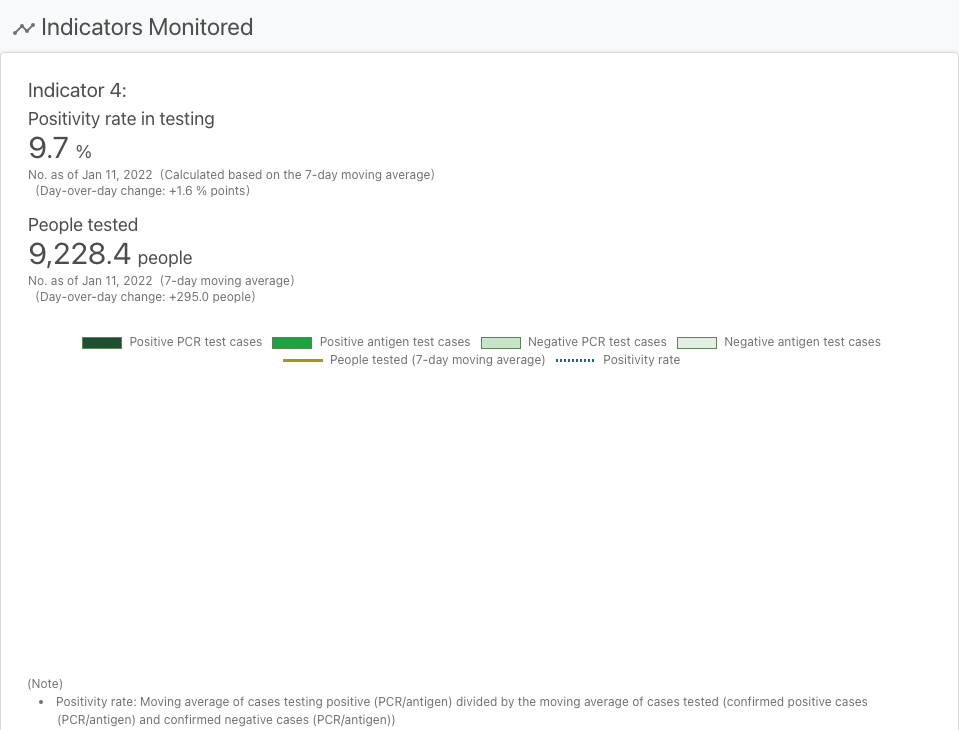 Indicators Monitored
Indicator 4:
Positivity rate in testing
9.7 %
No. as of Jan 11, 2022 (Calculated based on the 7-day moving average)
(Day-over-day change: +1.6 % points)
People tested
9,228.4 people
No. as of Jan 11, 2022 (7-day moving average)
(Day-over-day change: +295.0 people)
Positive PCR test cases Positive antigen test cases Negative PCR test cases Negative antigen test cases
People tested (7-day moving average) Positivity rate
(Note)
• Positivity rate: Moving average of cases testing positive (PCR/antigen) divided by the moving average of cases tested (confirmed positive cases
(PCR/antigen) and confirmed negative cases (PCR/antigen))